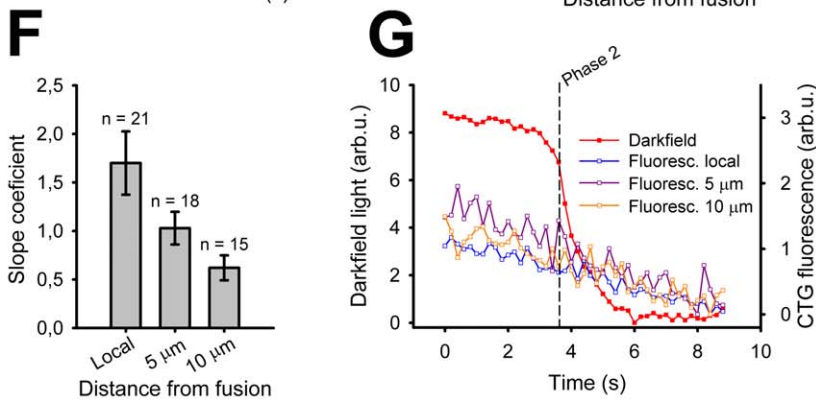 Distance from fusion
F
G
Slope coeficient
2,5
2,0
1,5
1,0
0,5
0,0
n = 21
n = 18
n = 15
Local
5 µm
10 µm
Distance from fusion
Darkfield light (arb.u.)
10
8
6
4
2
0
Phase 2
Darkfield
Fluoresc. local
Fluoresc. 5 µm
Fluoresc. 10 µm
3
2
1
0
CTG fluorescence (arb.u.)
0 2 4 6 8 10
Time (s)